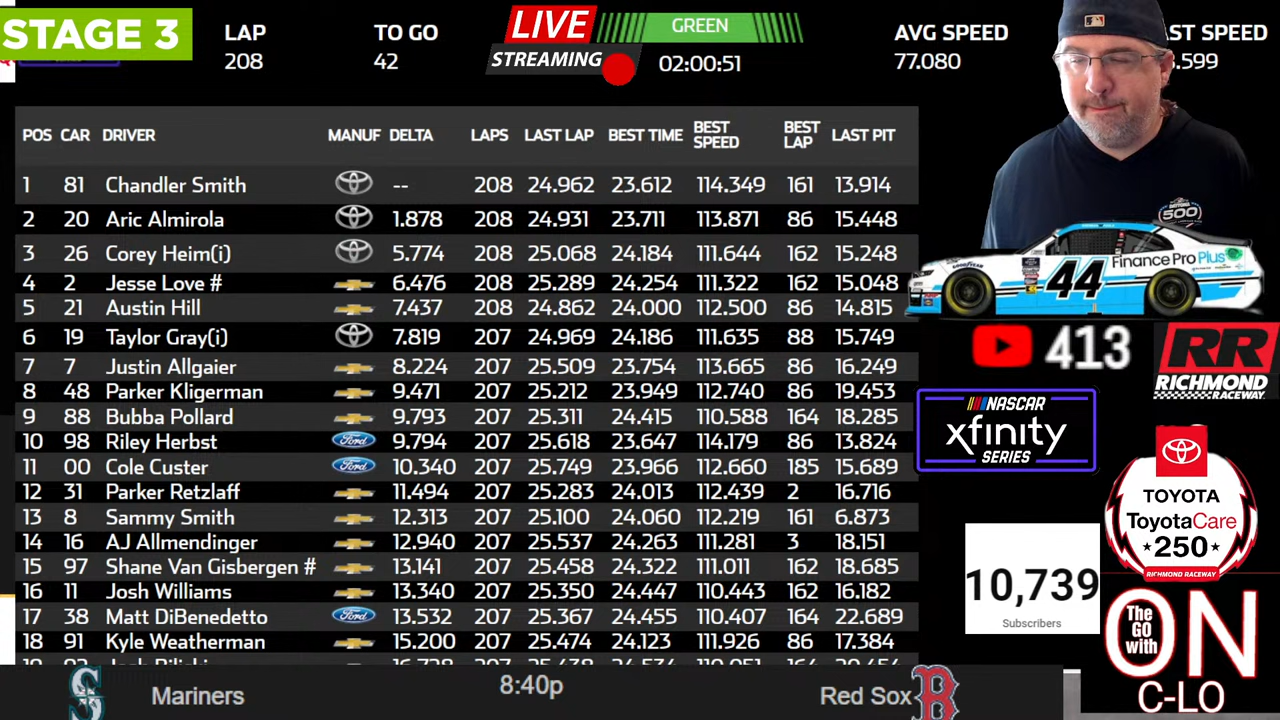 STAGE 3
LAP
208
TO GO
42
LIVE
STREAMING
GREEN
02:00:51
AVG SPEED
77.080
ST SPEED
.599
POS CAR DRIVER MANUF DELTA LAPS LAST LAP BEST TIME BEST SPEED BEST LAP LAST PIT
1 81 Chandler Smith -- 208 24.962 23.612 114.349 161 13.914
2 20 Aric Almirola 1.878 208 24.931 23.711 113.871 86 15.448
3 26 Corey Heim(i) 5.774 208 25.068 24.184 111.644 162 15.248
4 2 Jesse Love # 6.476 208 25.289 24.254 111.322 162 15.048
5 21 Austin Hill 7.437 208 24.862 24.000 112.500 86 14.815
6 19 Taylor Gray(i) 7.819 207 24.969 24.186 111.635 88 15.749
7 7 Justin Allgaier 8.224 207 25.509 23.754 113.665 86 16.249
8 48 Parker Kligerman 9.471 207 25.212 23.949 112.740 86 19.453
9 88 Bubba Pollard 9.793 207 25.311 24.415 110.588 164 18.285
10 98 Riley Herbst Ford 9.794 207 25.618 23.647 114.179 86 13.824
11 00 Cole Custer Ford 10.340 207 25.749 23.966 112.660 185 15.689
12 31 Parker Retzlaff 11.494 207 25.283 24.013 112.439 2 16.716
13 8 Sammy Smith 12.313 207 25.100 24.060 112.219 161 6.873
14 16 AJ Allmendinger 12.940 207 25.537 24.263 111.281 3 18.151
15 97 Shane Van Gisbergen # 13.141 207 25.458 24.322 111.011 162 18.685
16 11 Josh Williams 13.340 207 25.350 24.447 110.443 162 16.182
17 38 Matt DiBenedetto Ford 13.532 207 25.367 24.455 110.407 164 22.689
18 91 Kyle Weatherman 15.200 207 25.474 24.123 111.926 86 17.384
DAYTONA
500
44
Finance Pro Plus
413
RR
RICHMOND
RACEWAY
NASCAR
xfinity
SERIES
TOYOTA
ToyotaCare
250
RICHMOND RACEWAY
10,739
Subscribers
The
GO
with
ON
C-LO
S
Mariners
8:40p
Red Sox
B